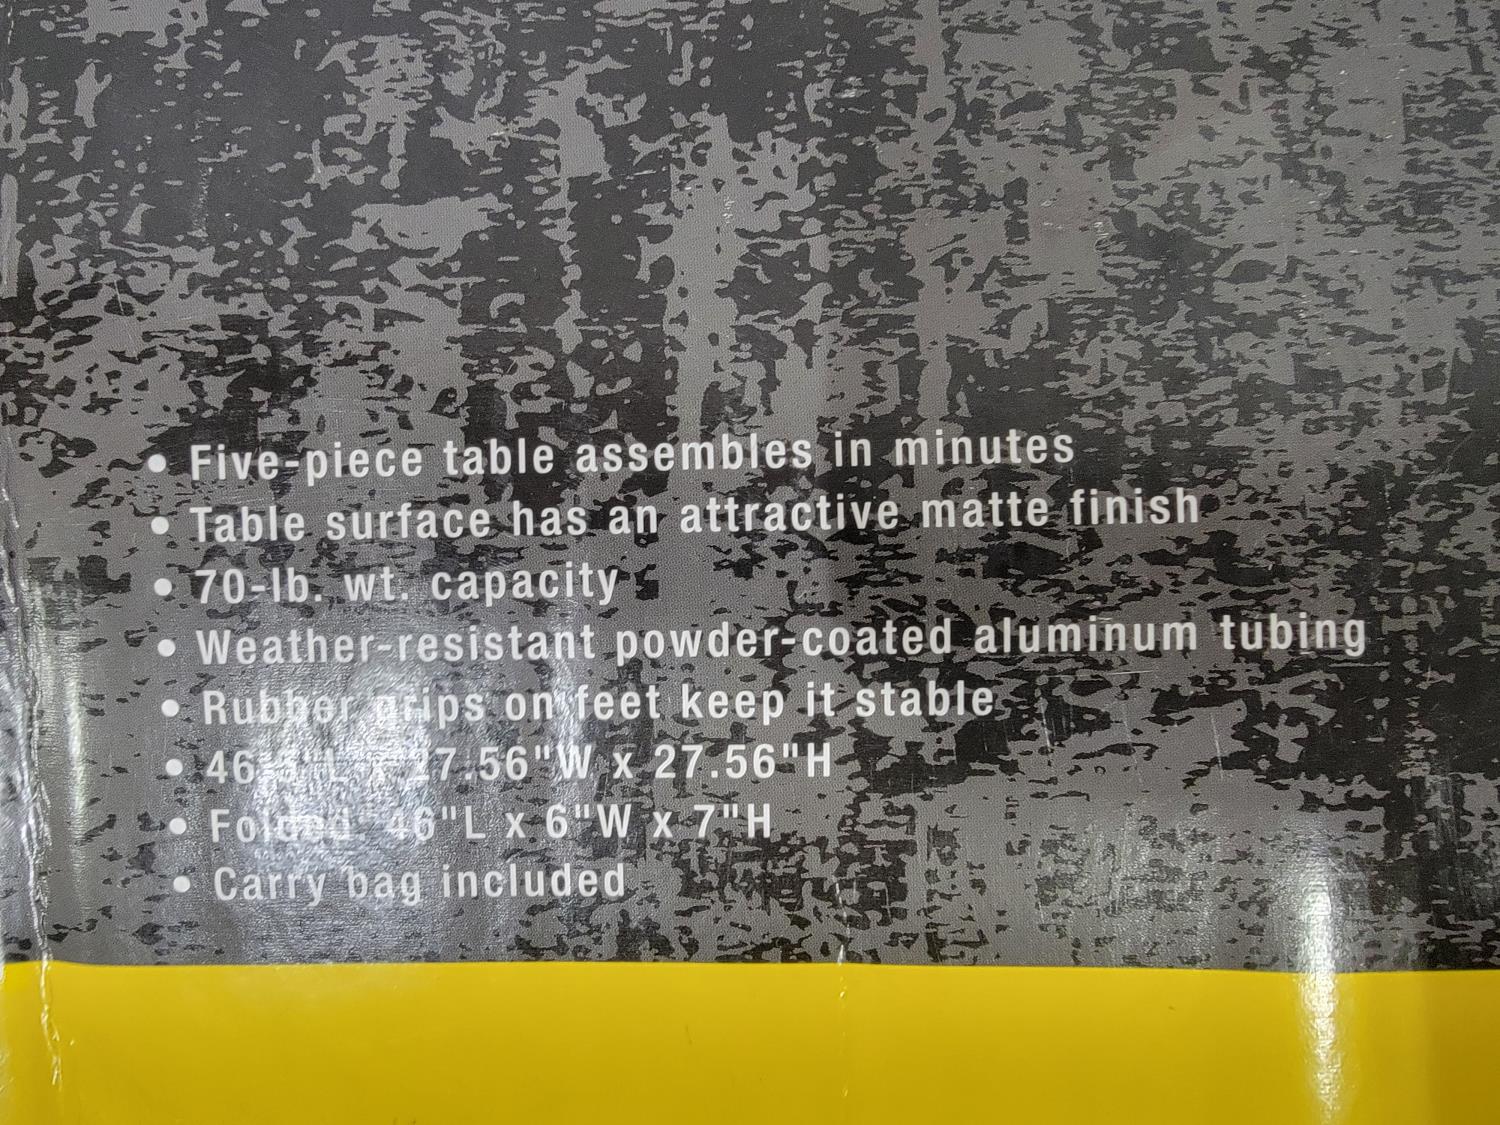 • Five-piece table assembles in minutes
• Table surface has an attractive matte finish
• 70-lb. wt. capacity
• Weather-resistant powder-coated aluminum tubing
• Rubber grips on feet keep it stable
• x 27.56"W x 27.56"H
• Folded 46"L x 6"W x 7"H
• Carry bag included